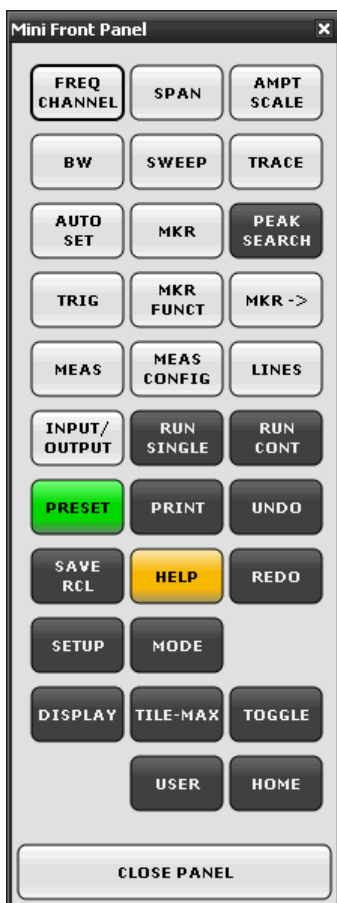 Mini Front Panel
FREQ
CHANNEL
SPAN
AMPT
SCALE
BW
SWEEP
TRACE
AUTO
SET
MKR
PEAK
SEARCH
TRIG
MKR
FUNCT
MKR ->
MEAS
MEAS
CONFIG
LINES
INPUT/
OUTPUT
RUN
SINGLE
RUN
CONT
PRESET
PRINT
UNDO
SAVE
RCL
HELP
REDO
SETUP
MODE
DISPLAY
TILE-MAX
TOGGLE
USER
HOME
CLOSE PANEL